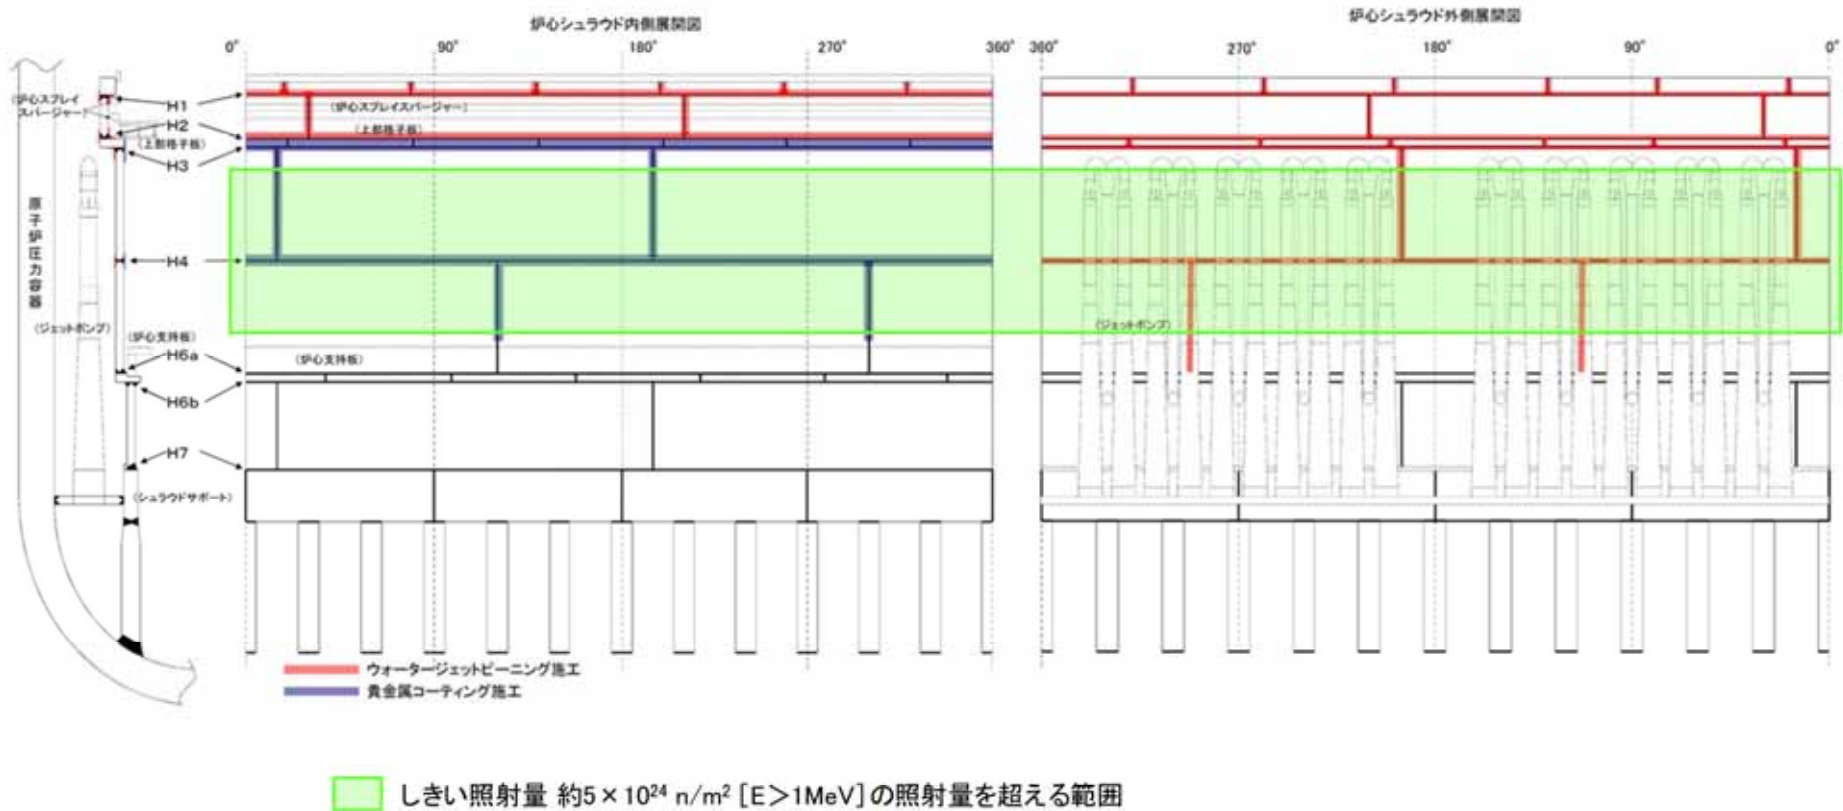 炉心シュラウド内側展開図
炉心シュラウド外側展開図
0°
90°
180°
270°
360°
360°
270°
180°
90°
0°
(炉心スプレイ
スパージャー)
H1
H2
(上部格子板)
H3
原子炉圧力容器
H4
(ジェットポンプ)
(炉心支持板)
H6a
H6b
H7
(シュラウドサポート)
(炉心スプレイスパージャー)
(上部格子板)
(炉心支持板)
(ジェットポンプ)
ウォータージェットピーニング施工
貴金属コーティング施工
しきい照射量 約5×10²⁴ n/m² [E>1MeV]の照射量を超える範囲